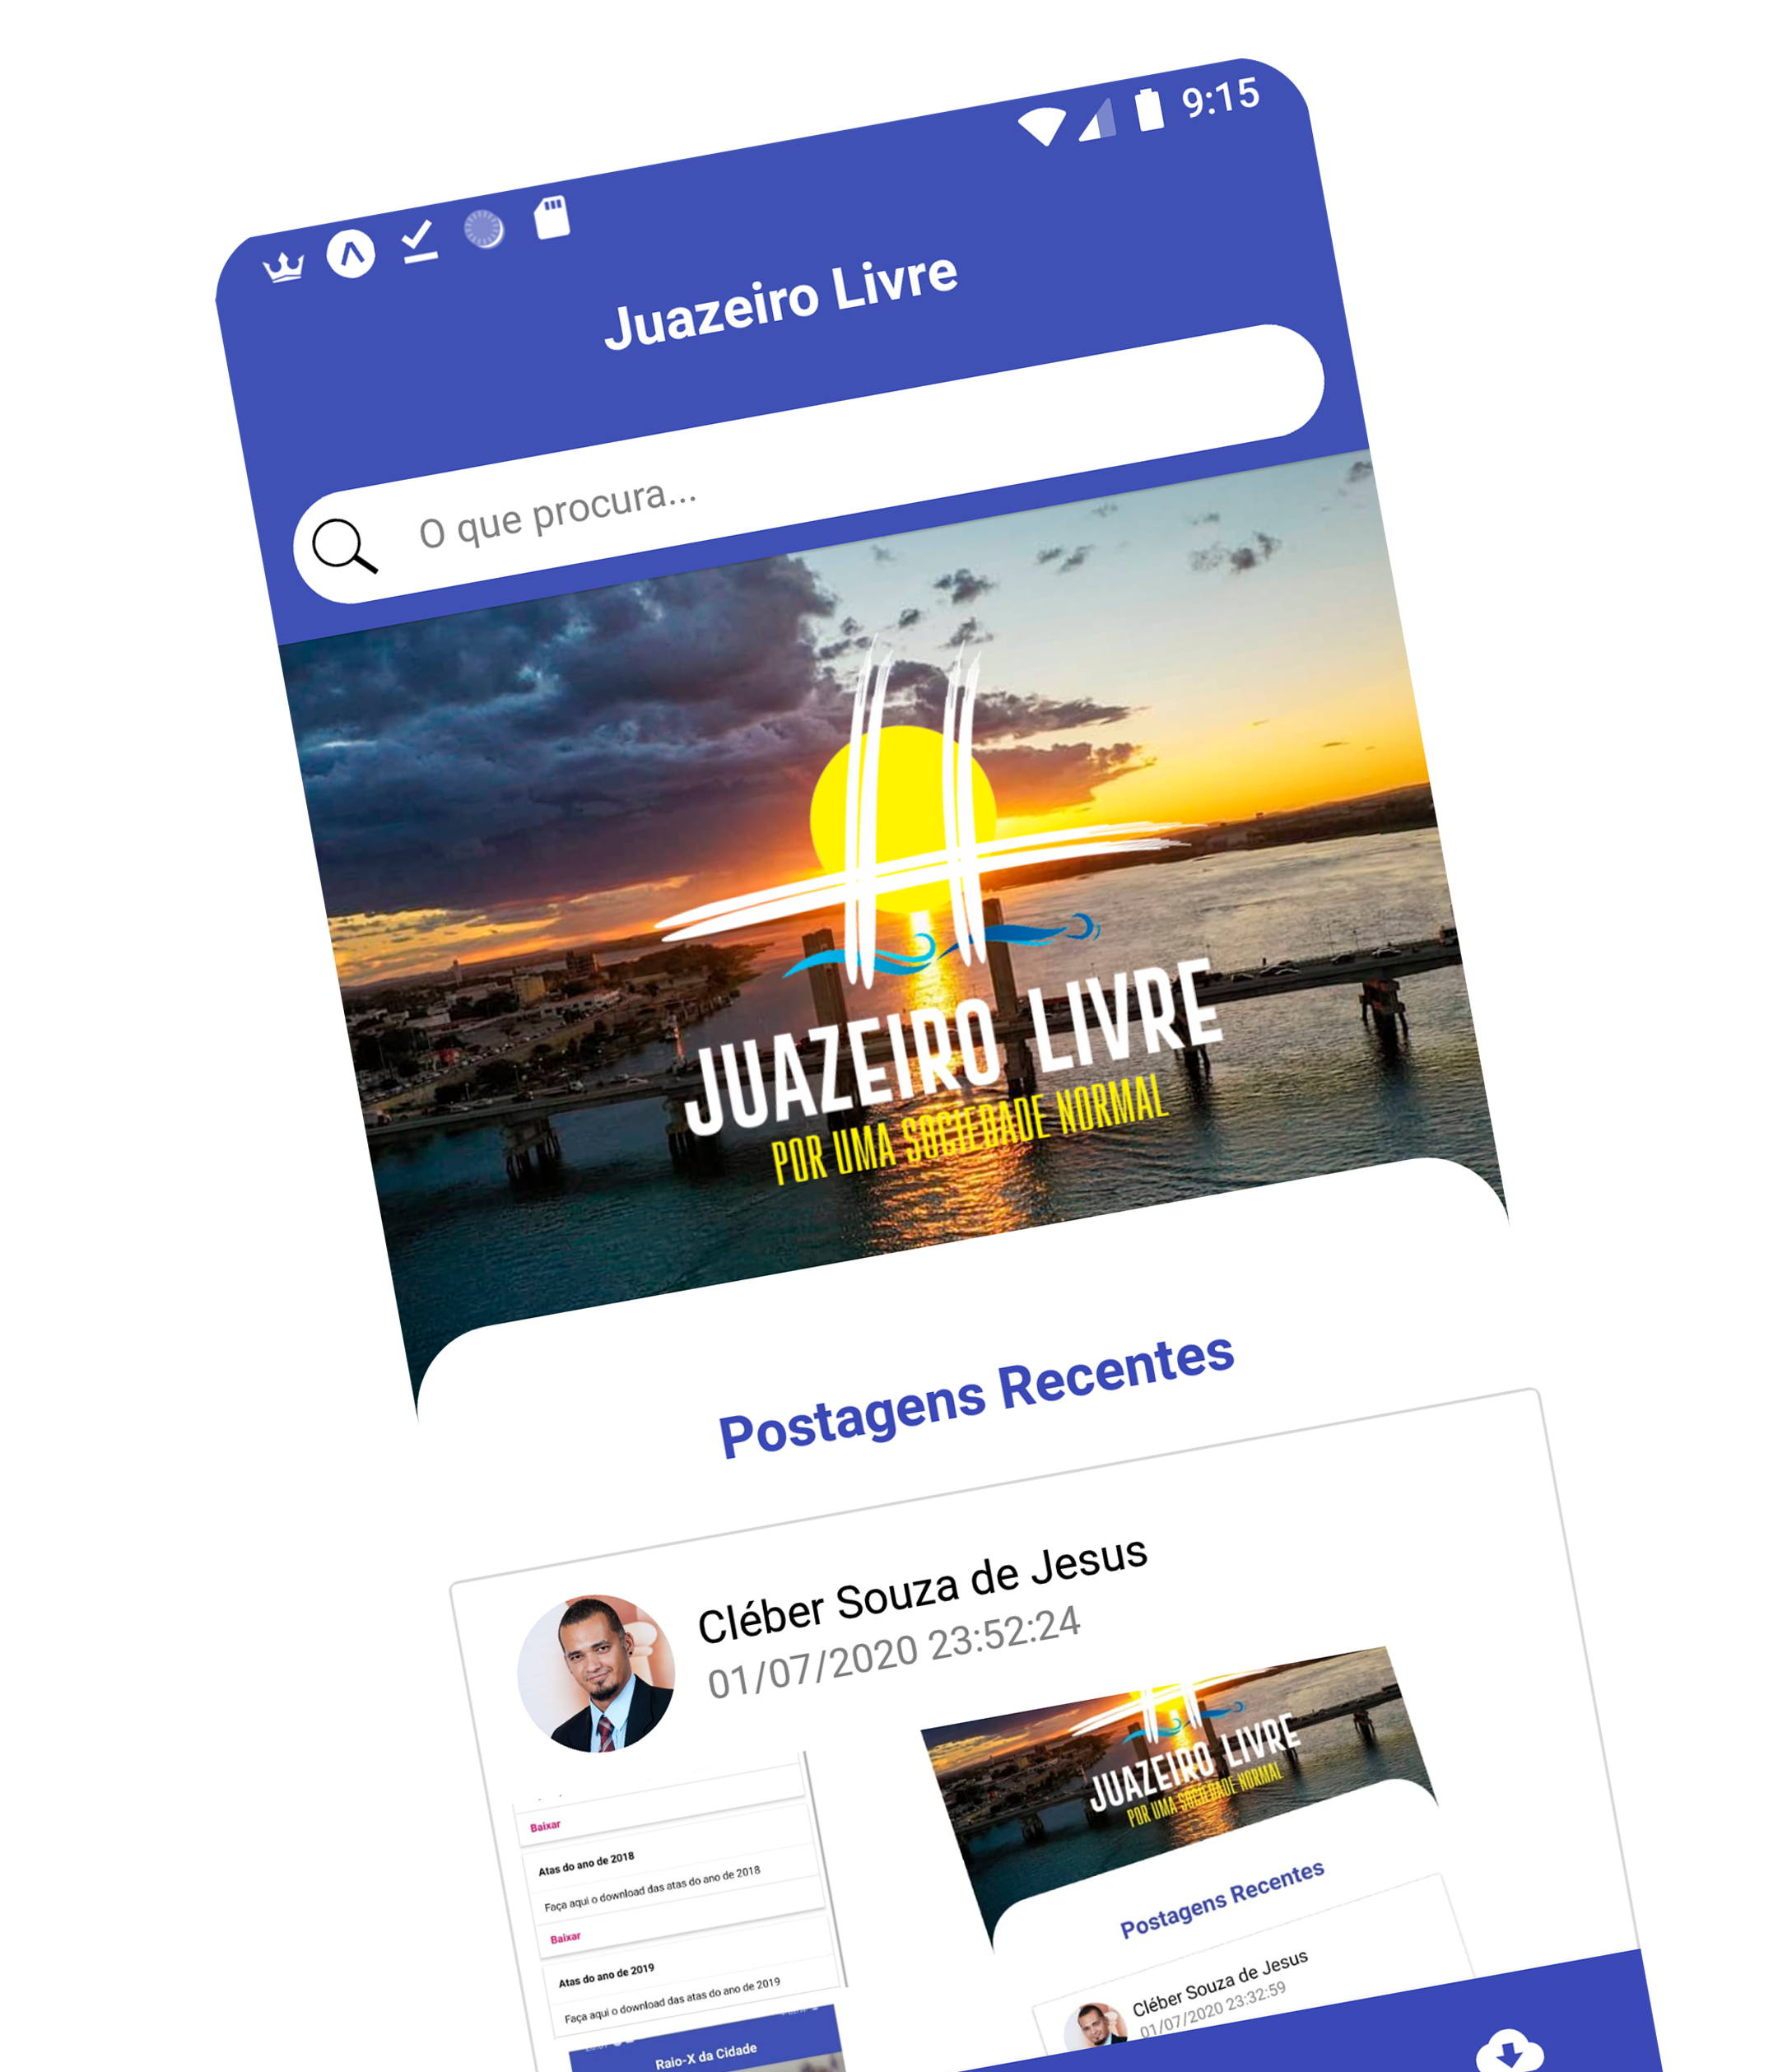 9:15
Juazeiro Livre
O que procura...
JUAZEIRO LIVRE
POR UMA SOCIEDADE NORMAL
Postagens Recentes
Cléber Souza de Jesus
01/07/2020 23:52:24
Baixar
Atas do ano de 2018
Faça aqui o download das atas do ano de 2018
Baixar
Atas do ano de 2019
Faça aqui o download das atas do ano de 2019
Raio-X da Cidade
JUAZEIRO LIVRE
POR UMA SOCIEDADE NORMAL
Postagens Recentes
Cléber Souza de Jesus
01/07/2020 23:32:59